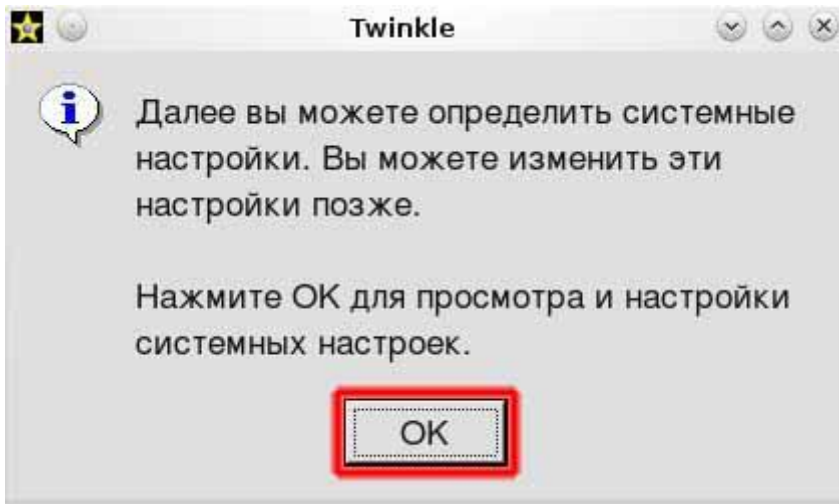 Twinkle
Далее вы можете определить системные
настройки. Вы можете изменить эти
настройки позже.
Нажмите OK для просмотра и настройки
системных настроек.
OK